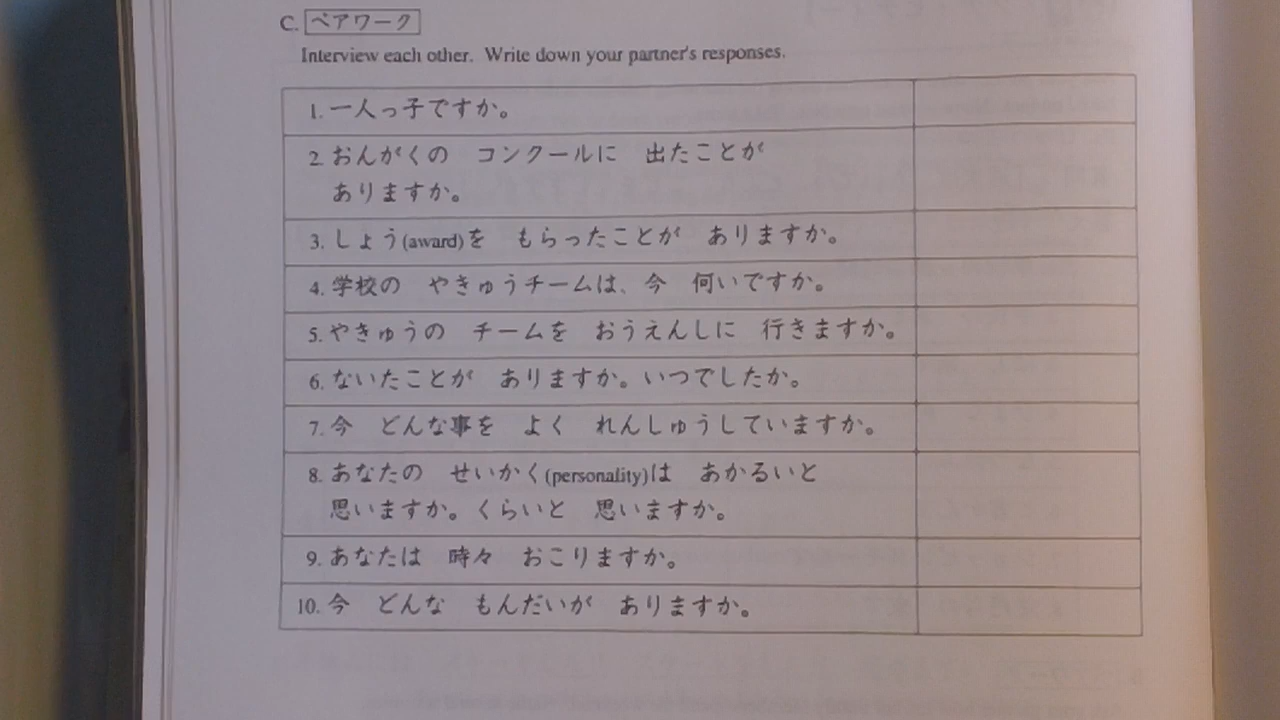 C. ペアワーク
Interview each other. Write down your partner's responses.
1. 一人っ子ですか。
2. おんがくの コンクールに 出たことが
ありますか。
3. しょう(award)を もらったことが ありますか。
4. 学校の やきゅうチームは、今 何いですか。
5. やきゅうの チームを おうえんしに 行きますか。
6. ないたことが ありますか。いつでしたか。
7. 今 どんな事を よく れんしゅうしていますか。
8. あなたの せいかく(personality)は あかるいと
思いますか。くらいと 思いますか。
9. あなたは 時々 おこりますか。
10. 今 どんな もんだいが ありますか。